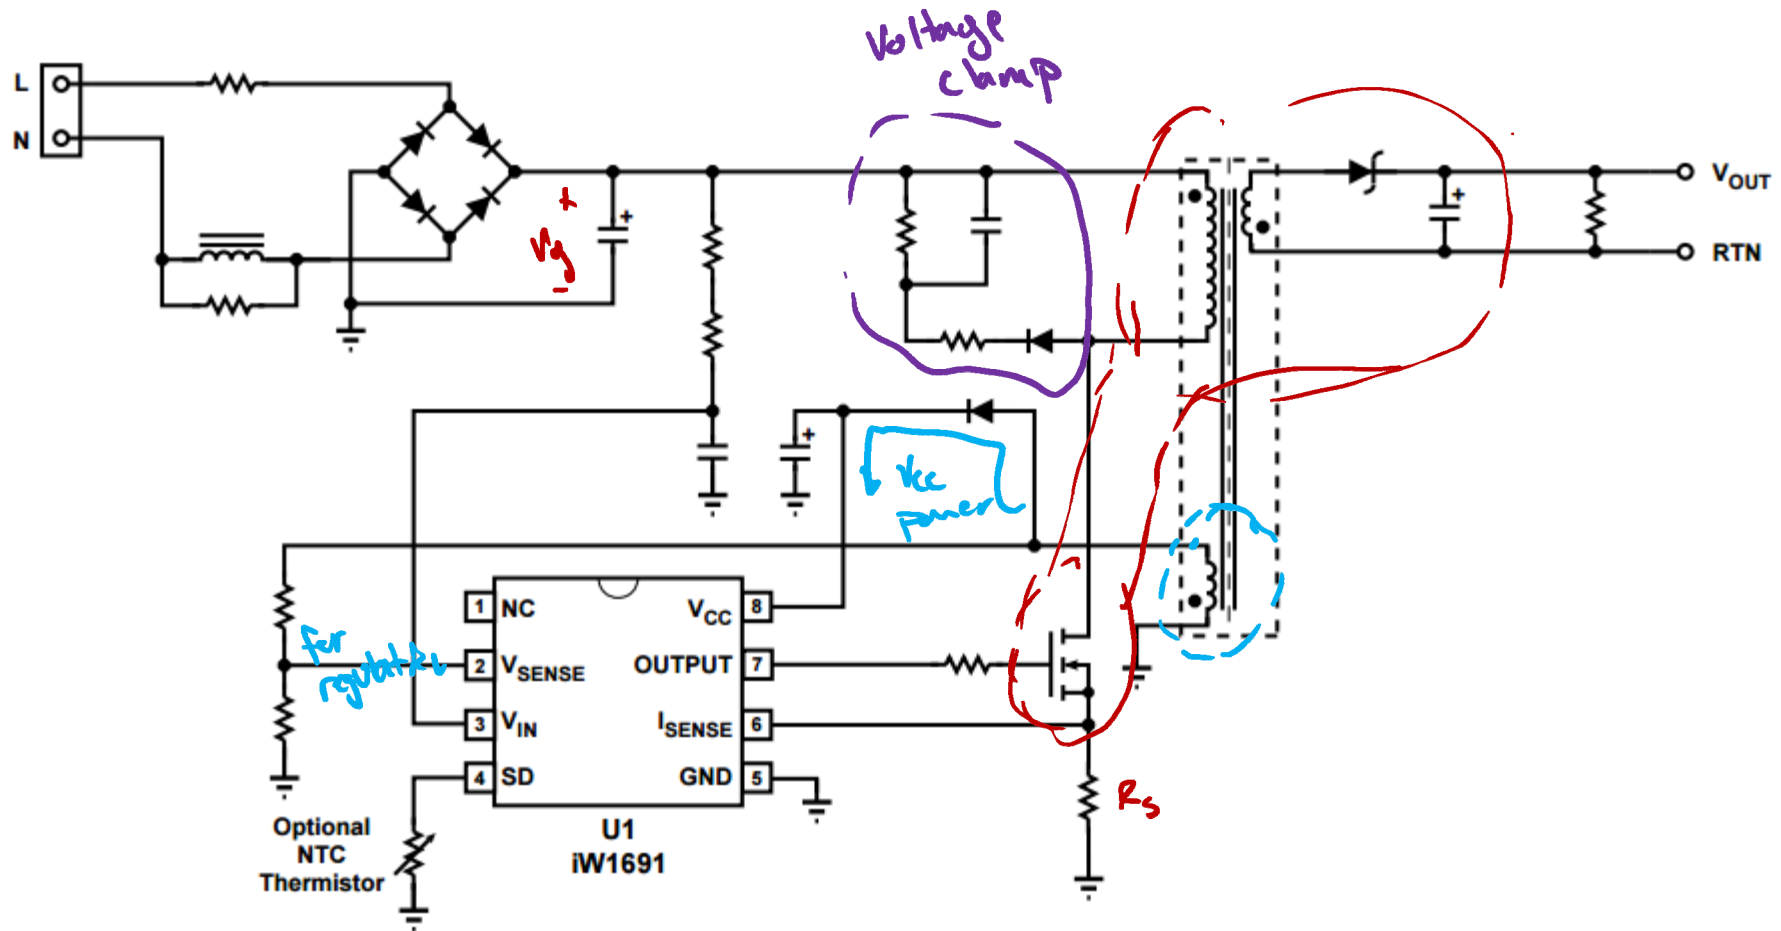 Voltage
clamp
L
N
+
Vg
−
+
+
VOUT
RTN
+
Vcc
power
1 NC
VCC 8
For
regulation
2 VSENSE
OUTPUT 7
3 VIN
ISENSE 6
4 SD
GND 5
Rs
Optional
NTC
Thermistor
U1
iW1691